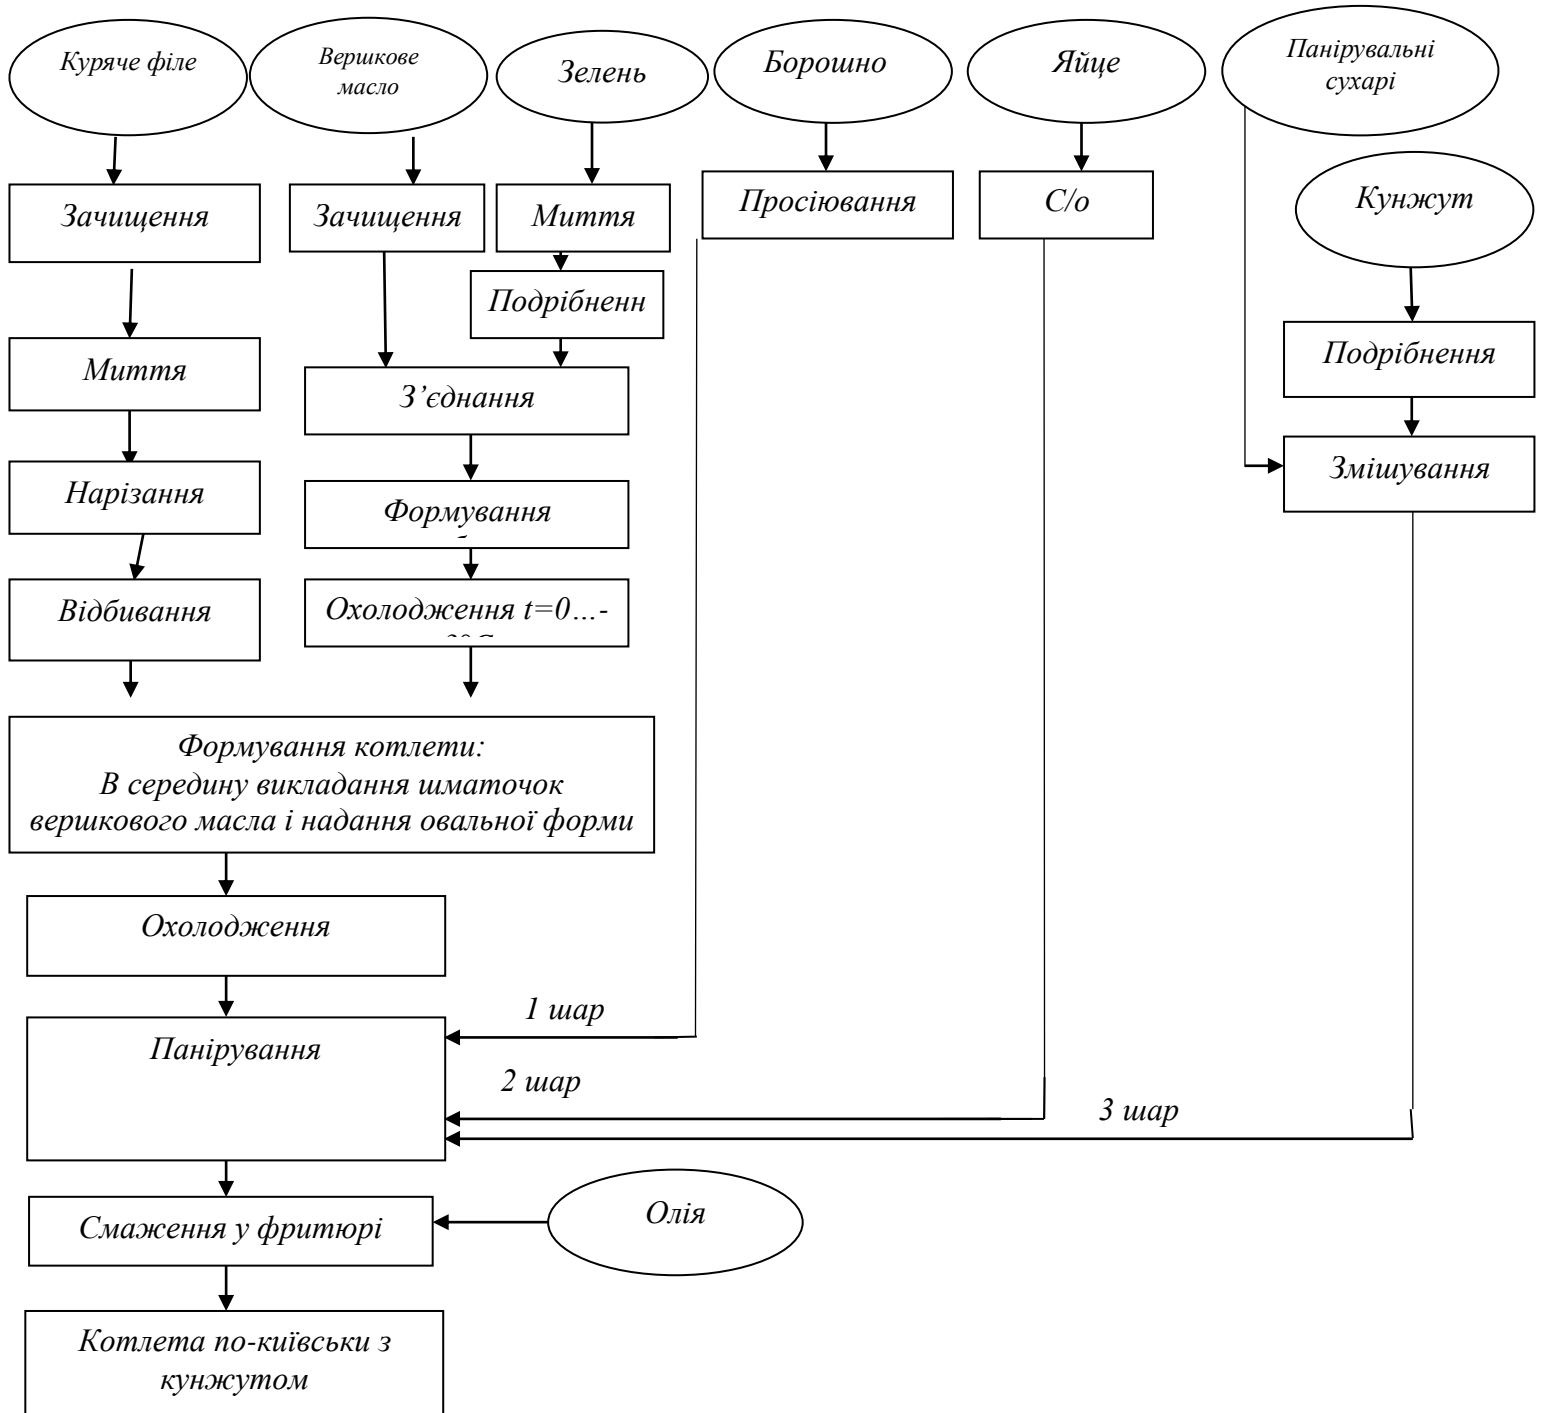 Куряче філе
Вершкове
масло
Зелень
Борошно
Яйце
Панірувальні
сухарі
Кунжут
Зачищення
Зачищення
Миття
Просіювання
С/о
Подрібненн
Миття
З’єднання
Подрібнення
Нарізання
Формування
Змішування
Відбивання
Охолодження t=0...-
Формування котлети:
В середину викладання шматочок
вершкового масла і надання овальної форми
Охолодження
1 шар
Панірування
2 шар
3 шар
Смаження у фритюрі
Олія
Котлета по-київськи з
кунжутом